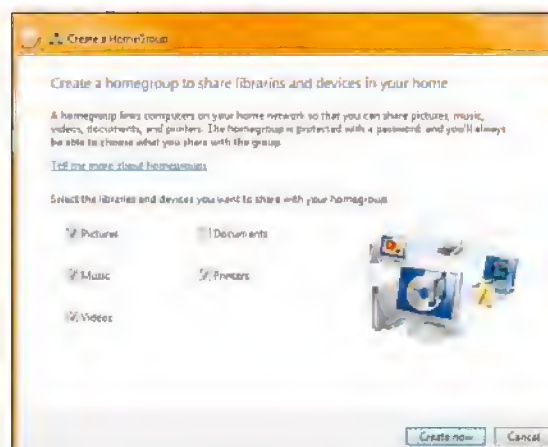 Create a HomeGroup
Create a homegroup to share libraries and devices in your home
A homegroup links computers on your home network so that you can share pictures, music,
videos, documents, and printers. The homegroup is protected with a password, and you'll always
be able to choose what you share with the group.
Tell me more about homegroups
Select the libraries and devices you want to share with your homegroup:
Pictures
Documents
Music
Printers
Videos
Create now
Cancel